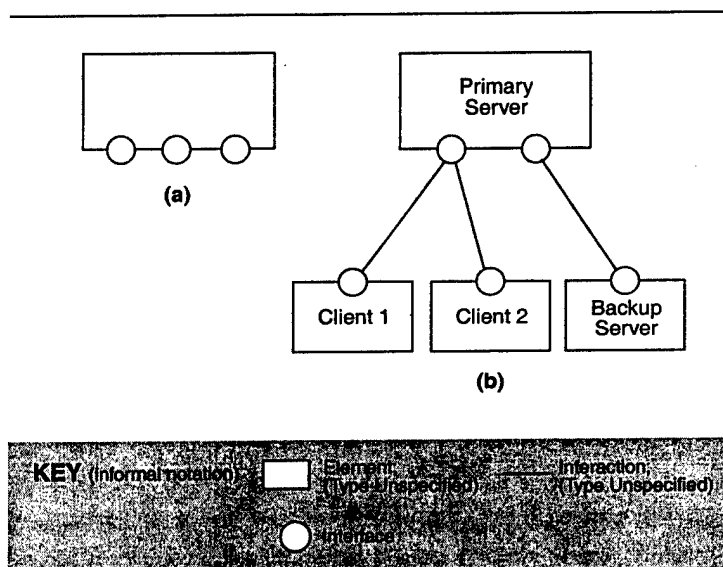 Primary
Server
(a)
Client 1
Client 2
Backup
Server
(b)
KEY (informal notation)
Element,
(Type Unspecified)
Interaction,
(Type Unspecified)
Interface